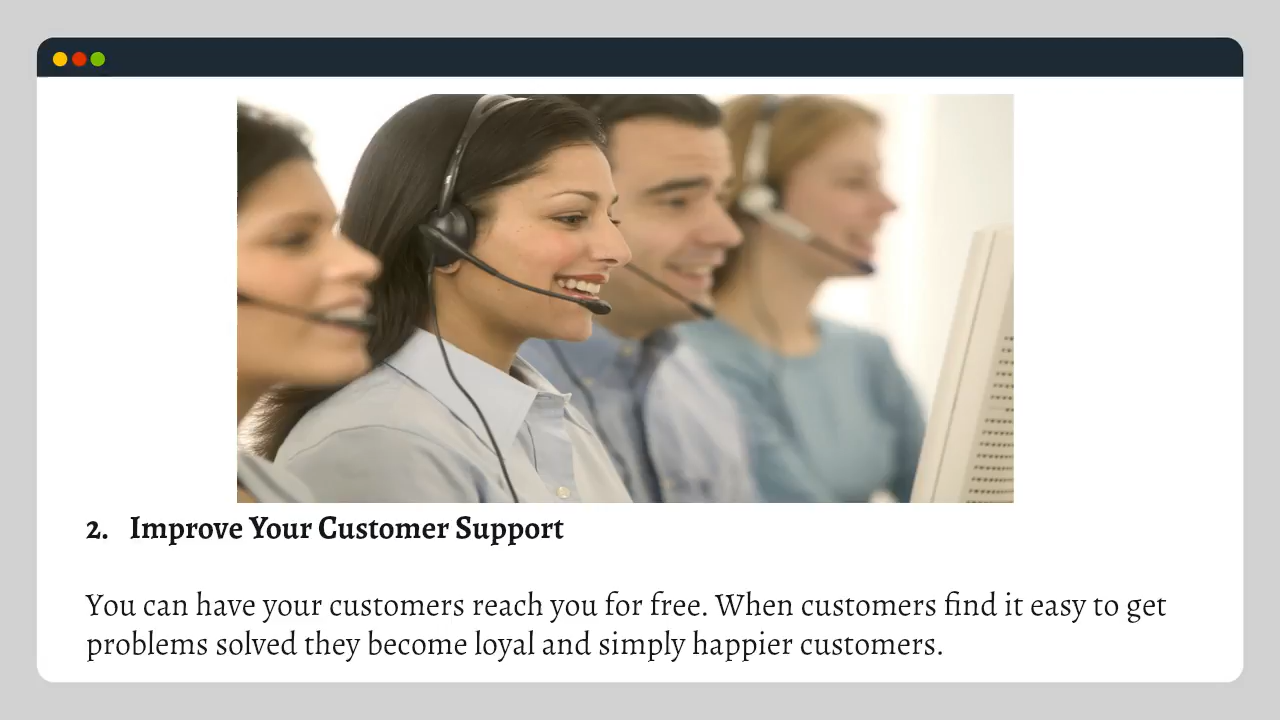 2. Improve Your Customer Support
You can have your customers reach you for free. When customers find it easy to get
problems solved they become loyal and simply happier customers.